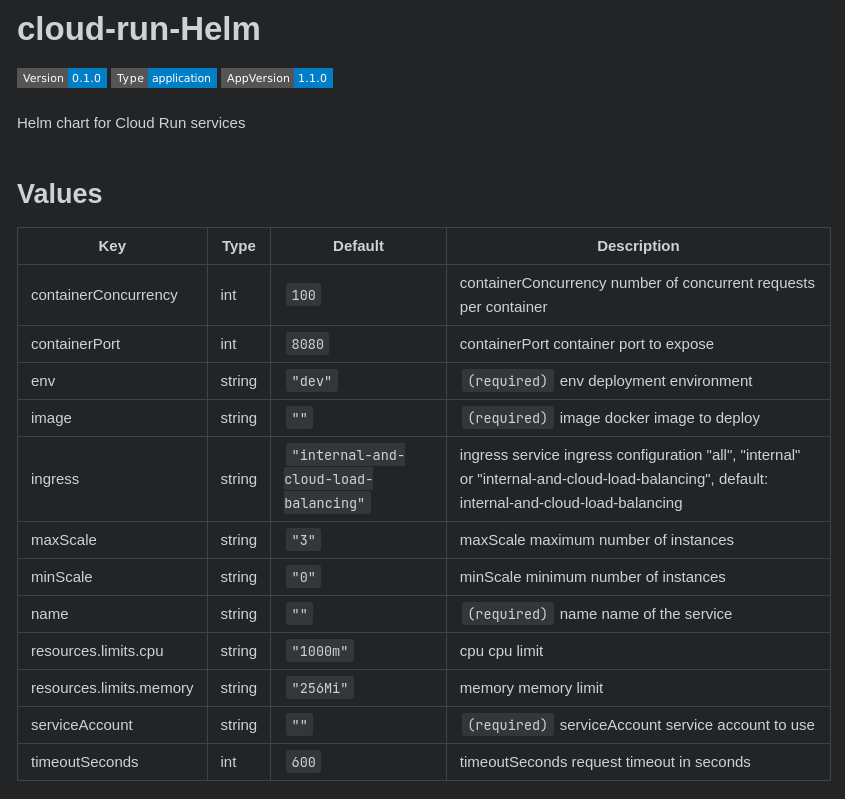 cloud-run-Helm
Version 0.1.0 Type application AppVersion 1.1.0
Helm chart for Cloud Run services
Values
Key Type Default Description
containerConcurrency int 100 containerConcurrency number of concurrent requests
per container
containerPort int 8080 containerPort container port to expose
env string "dev" (required) env deployment environment
image string "" (required) image docker image to deploy
ingress string "internal-and-
cloud-load-
balancing" ingress service ingress configuration "all", "internal"
or "internal-and-cloud-load-balancing", default:
internal-and-cloud-load-balancing
maxScale string "3" maxScale maximum number of instances
minScale string "0" minScale minimum number of instances
name string "" (required) name name of the service
resources.limits.cpu string "1000m" cpu cpu limit
resources.limits.memory string "256Mi" memory memory limit
serviceAccount string "" (required) serviceAccount service account to use
timeoutSeconds int 600 timeoutSeconds request timeout in seconds